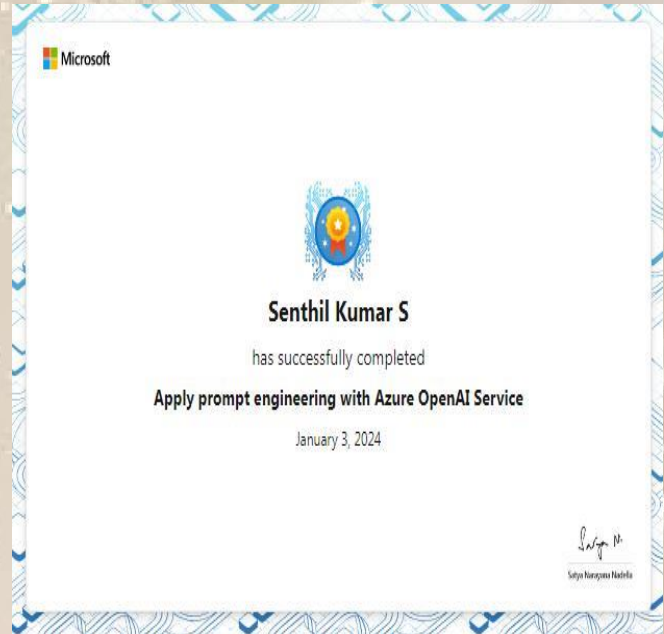 Microsoft
Senthil Kumar S
has successfully completed
Apply prompt engineering with Azure OpenAI Service
January 3, 2024
Satya N.
Satya Narayana Nadella